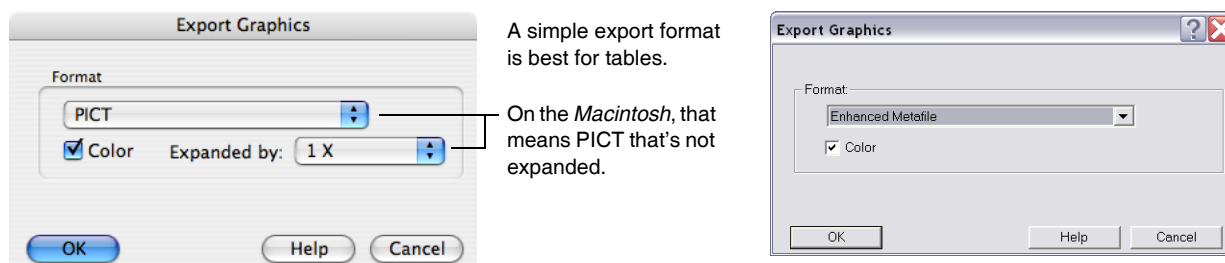 Export Graphics
Format
PICT
Color Expanded by: 1 X
OK Help Cancel
A simple export format
is best for tables.
On the Macintosh, that
means PICT that's not
expanded.
Export Graphics
Format:
Enhanced Metafile
Color
OK Help Cancel